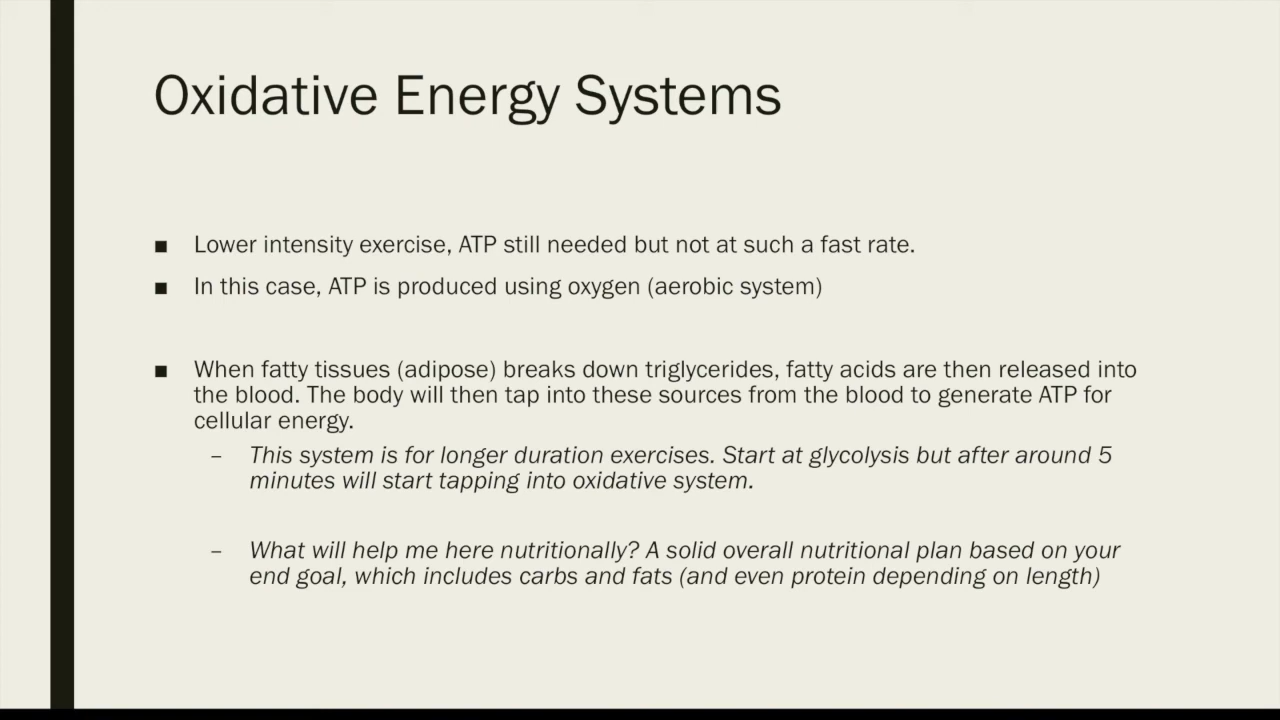 Oxidative Energy Systems
■ Lower intensity exercise, ATP still needed but not at such a fast rate.
■ In this case, ATP is produced using oxygen (aerobic system)
■ When fatty tissues (adipose) breaks down triglycerides, fatty acids are then released into
the blood. The body will then tap into these sources from the blood to generate ATP for
cellular energy.
– This system is for longer duration exercises. Start at glycolysis but after around 5
minutes will start tapping into oxidative system.
– What will help me here nutritionally? A solid overall nutritional plan based on your
end goal, which includes carbs and fats (and even protein depending on length)